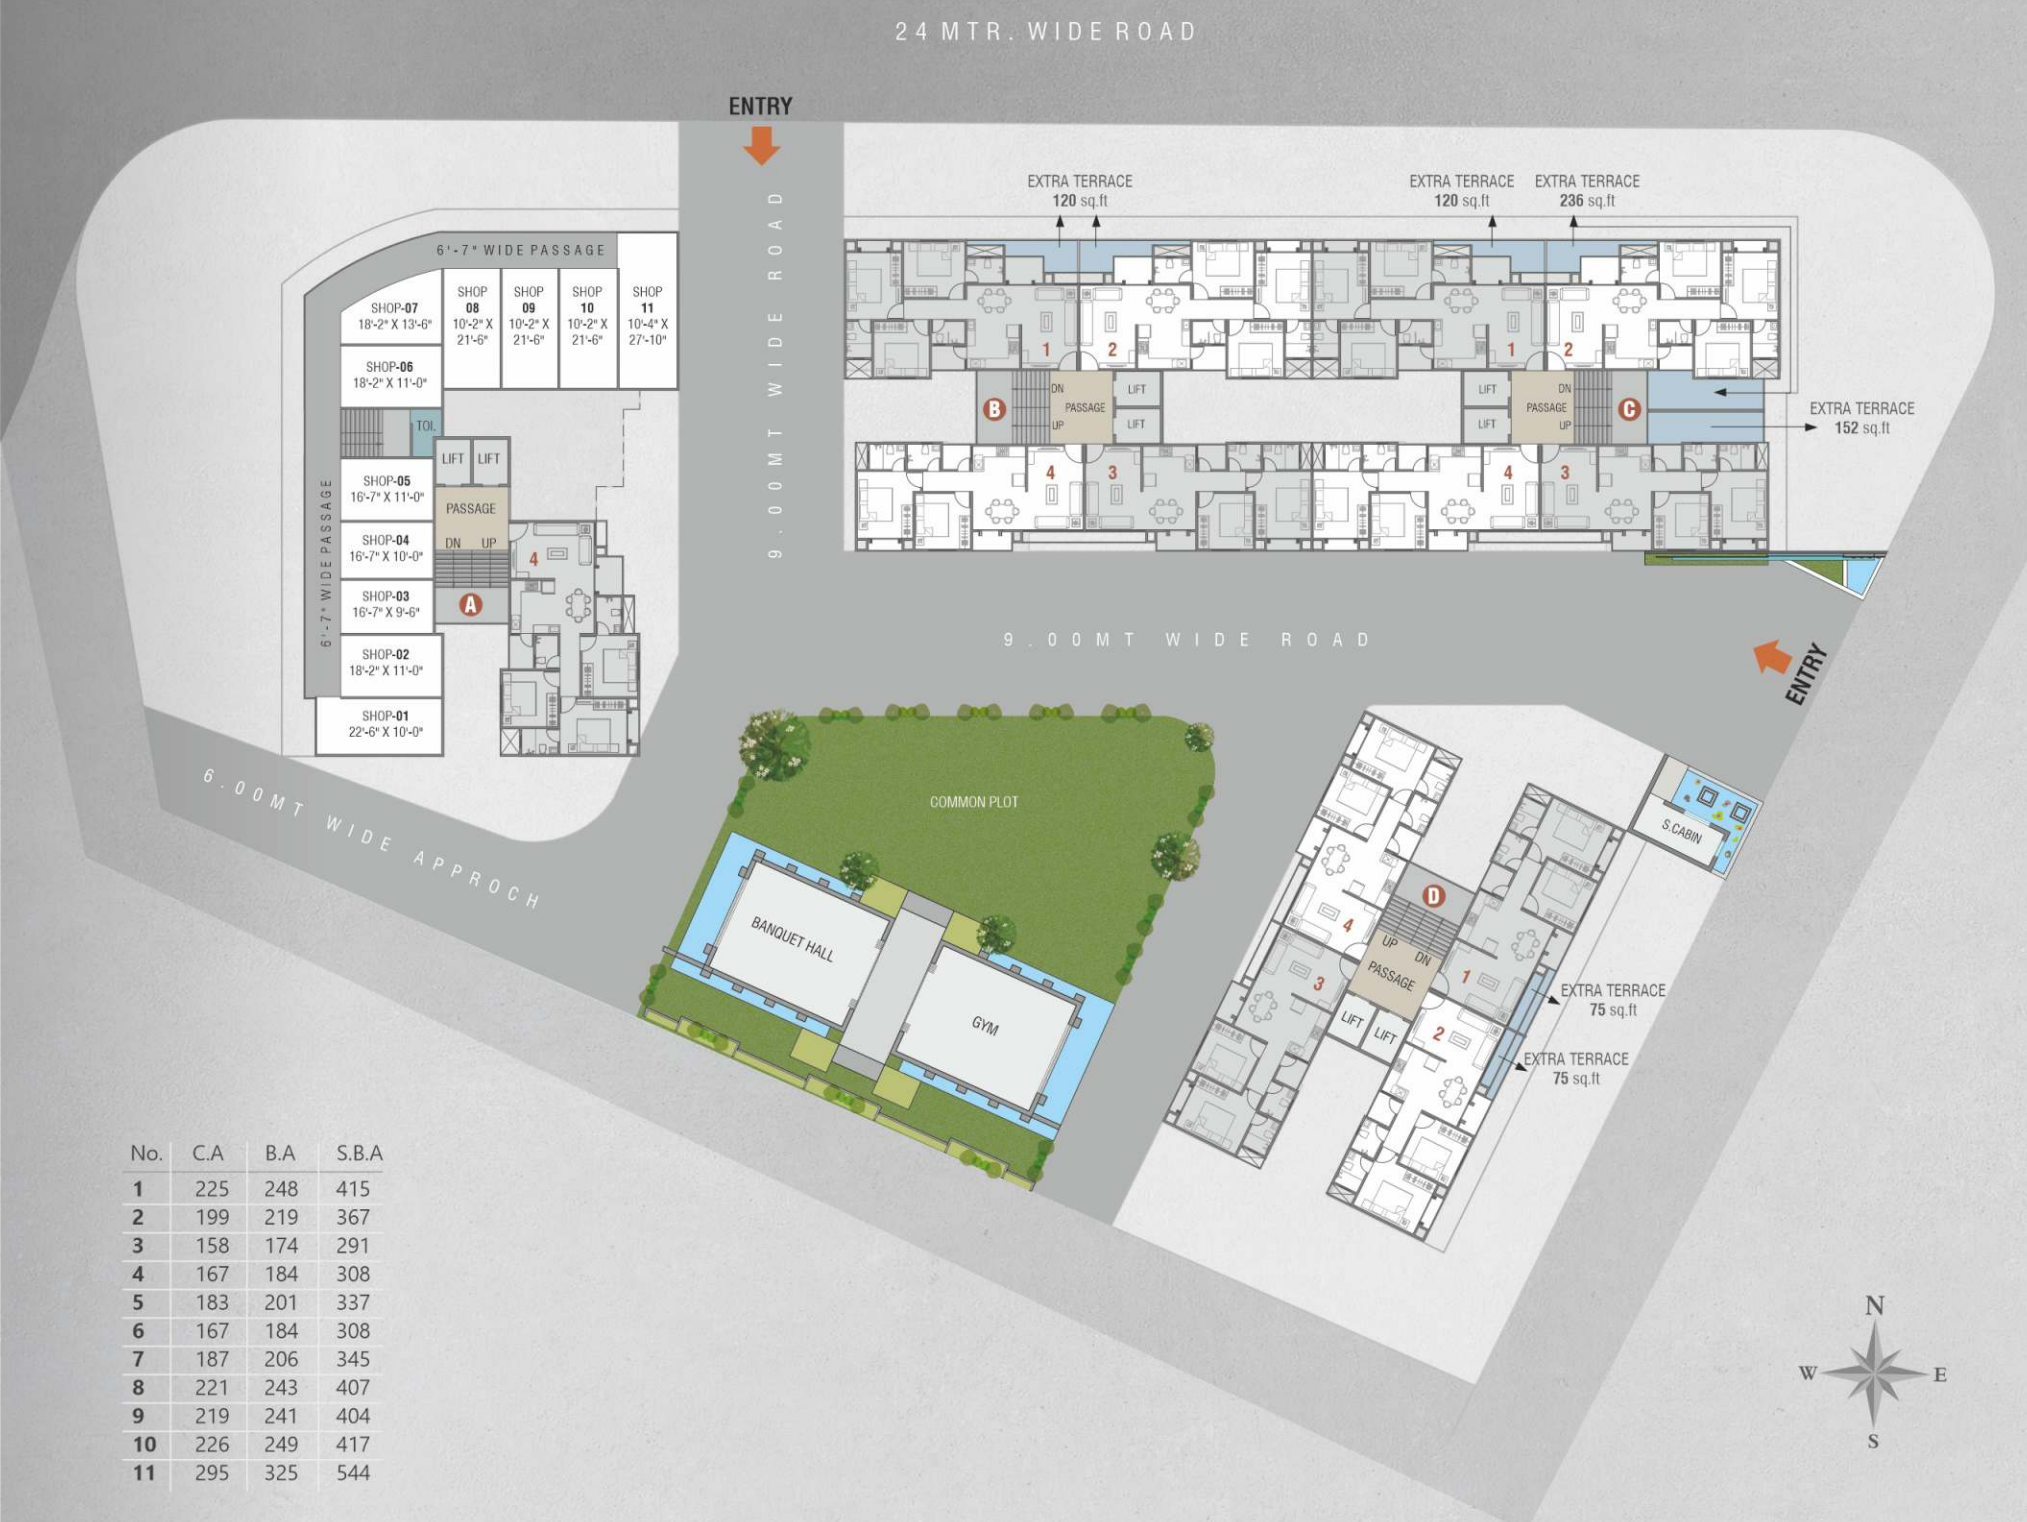 24 MTR. WIDE ROAD
ENTRY
9.00MT WIDE ROAD
6'-7" WIDE PASSAGE
SHOP-07
18'-2" X 13'-6"
SHOP
08
10'-2" X
21'-6"
SHOP
09
10'-2" X
21'-6"
SHOP
10
10'-2" X
21'-6"
SHOP
11
10'-4" X
27'-10"
SHOP-06
18'-2" X 11'-0"
TOI.
LIFT
LIFT
SHOP-05
16'-7" X 11'-0"
PASSAGE
DN
UP
SHOP-04
16'-7" X 10'-0"
4
SHOP-03
16'-7" X 9'-6"
A
6'-7" WIDE PASSAGE
SHOP-02
18'-2" X 11'-0"
SHOP-01
22'-6" X 10'-0"
EXTRA TERRACE
120 sq.ft
EXTRA TERRACE
120 sq.ft
EXTRA TERRACE
236 sq.ft
1
2
1
2
B
DN
PASSAGE
UP
LIFT
LIFT
LIFT
LIFT
DN
PASSAGE
UP
C
EXTRA TERRACE
152 sq.ft
4
3
4
3
9.00MT WIDE ROAD
ENTRY
6.00MT WIDE APPROCH
COMMON PLOT
BANQUET HALL
GYM
S.CABIN
D
4
UP
DN
PASSAGE
3
1
LIFT
LIFT
2
EXTRA TERRACE
75 sq.ft
EXTRA TERRACE
75 sq.ft
No. C.A B.A S.B.A
1 225 248 415
2 199 219 367
3 158 174 291
4 167 184 308
5 183 201 337
6 167 184 308
7 187 206 345
8 221 243 407
9 219 241 404
10 226 249 417
11 295 325 544
N
W
E
S